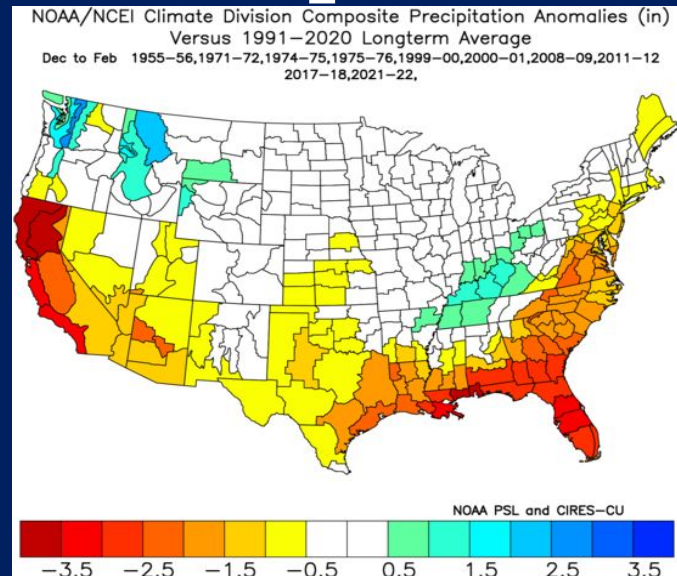 NOAA/NCEI Climate Division Composite Precipitation Anomalies (in)
Versus 1991−2020 Longterm Average
Dec to Feb 1955−56,1971−72,1974−75,1975−76,1999−00,2000−01,2008−09,2011−12
2017−18,2021−22,
NOAA PSL and CIRES−CU
−3.5 −2.5 −1.5 −0.5 0.5 1.5 2.5 3.5